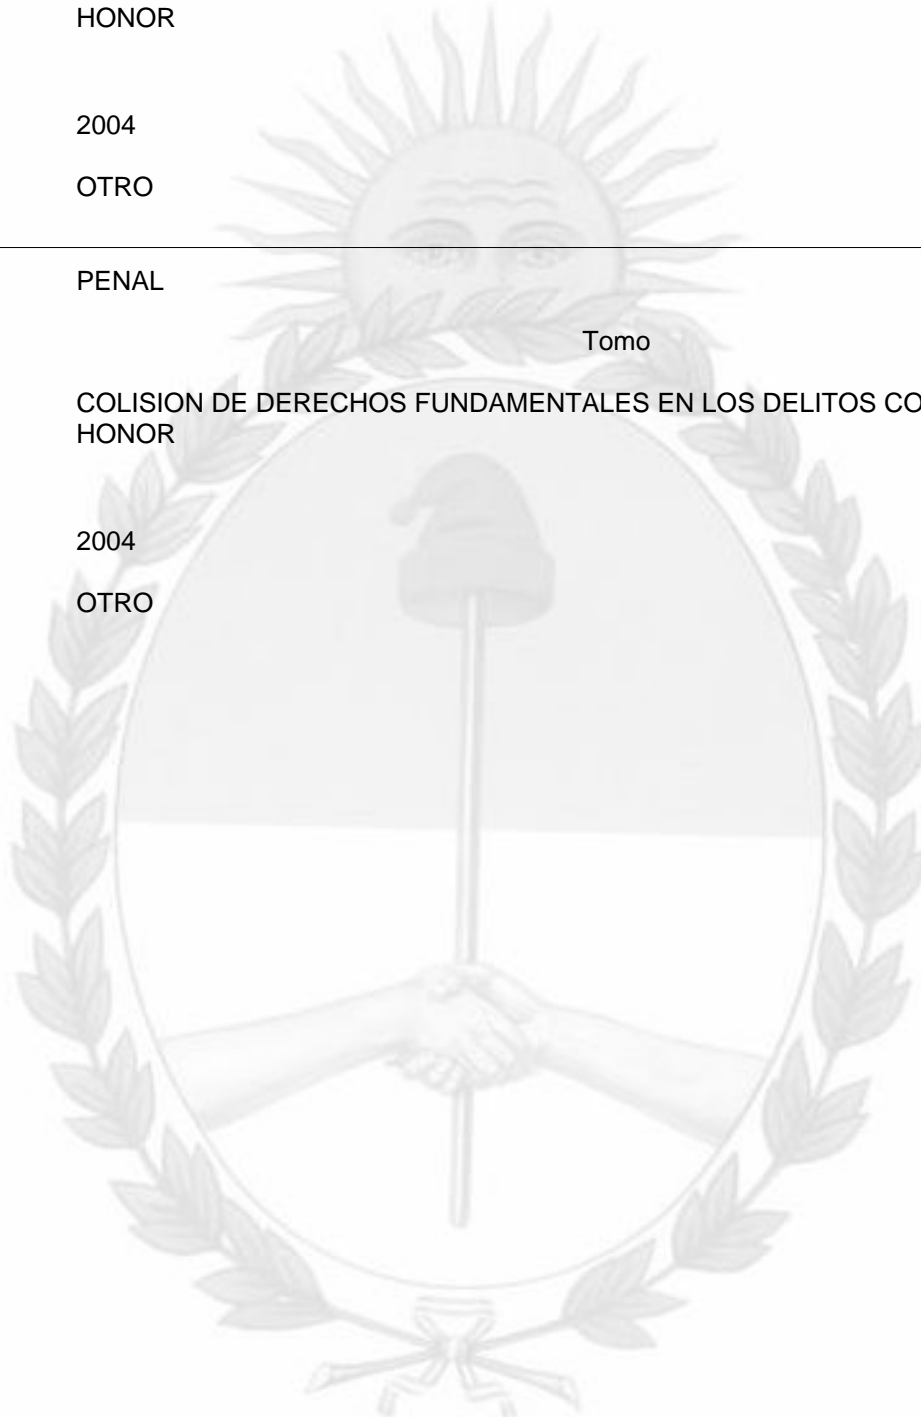 HONOR
2004
OTRO
PENAL
Tomo
COLISION DE DERECHOS FUNDAMENTALES EN LOS DELITOS CO
HONOR
2004
OTRO